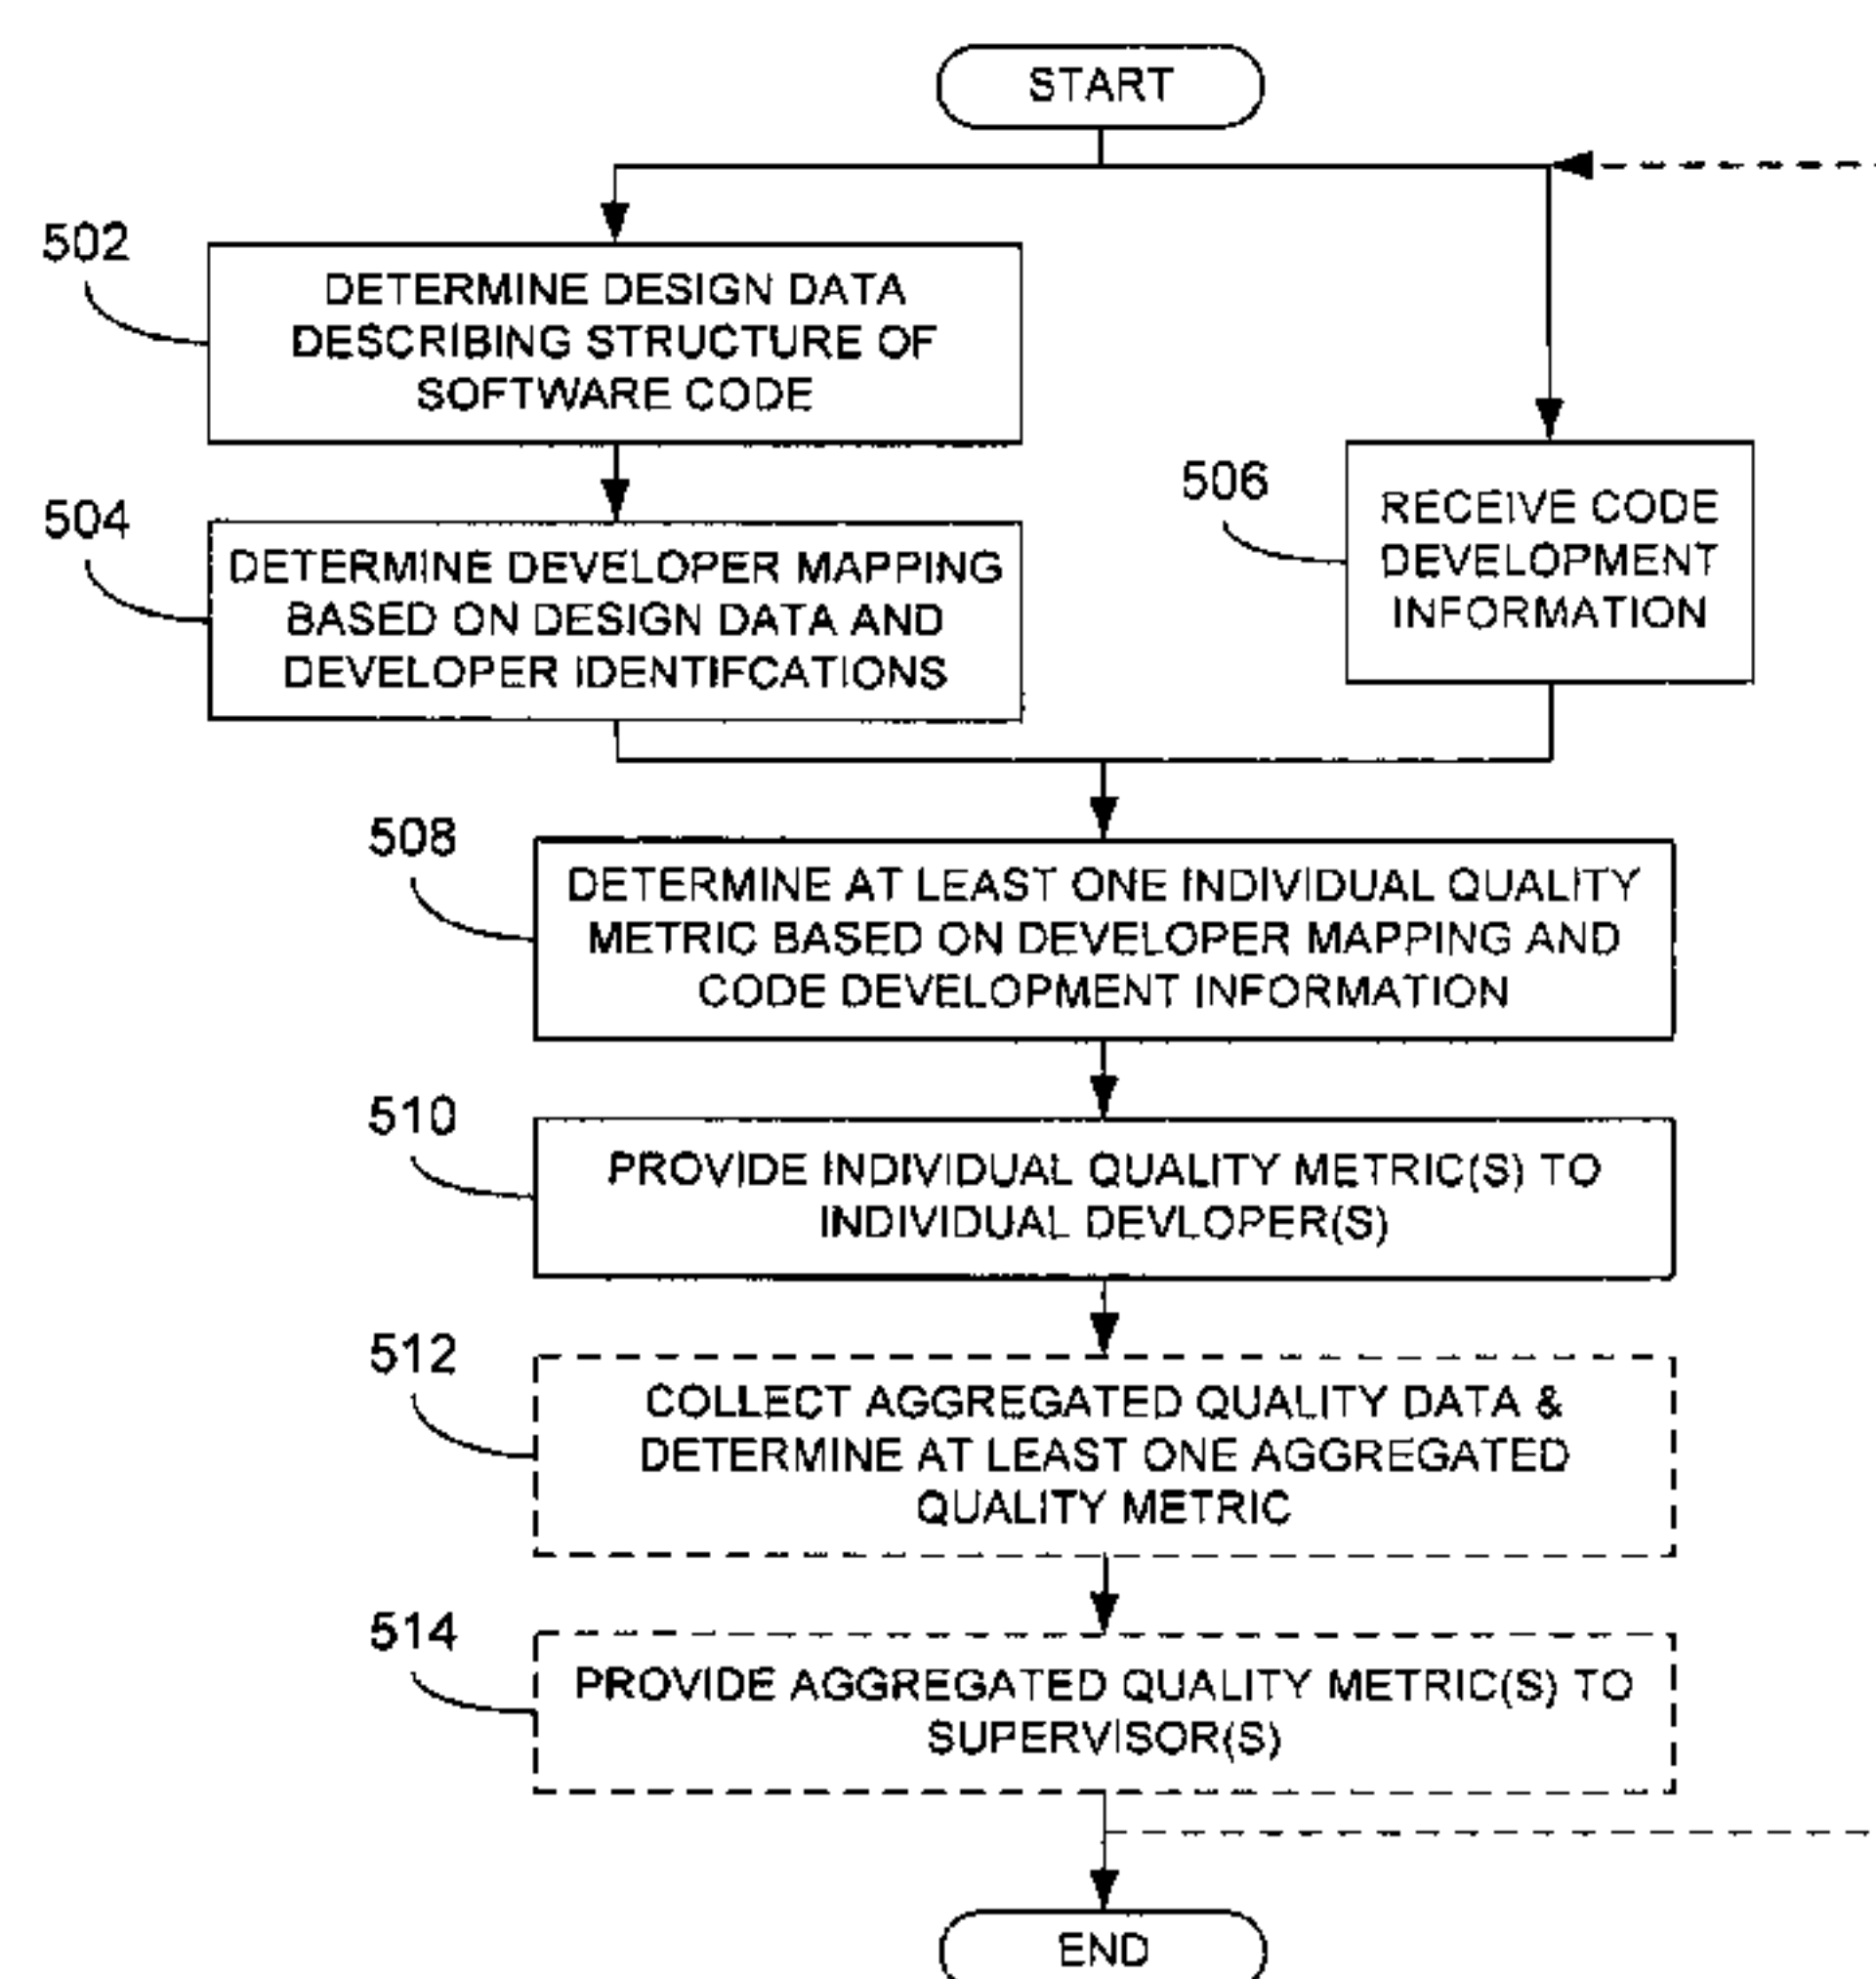 START
502
DETERMINE DESIGN DATA
DESCRIBING STRUCTURE OF
SOFTWARE CODE
504
DETERMINE DEVELOPER MAPPING
BASED ON DESIGN DATA AND
DEVELOPER IDENTIFCATIONS
506
RECEIVE CODE
DEVELOPMENT
INFORMATION
508
DETERMINE AT LEAST ONE INDIVIDUAL QUALITY
METRIC BASED ON DEVELOPER MAPPING AND
CODE DEVELOPMENT INFORMATION
510
PROVIDE INDIVIDUAL QUALITY METRIC(S) TO
INDIVIDUAL DEVLOPER(S)
512
COLLECT AGGREGATED QUALITY DATA &
DETERMINE AT LEAST ONE AGGREGATED
QUALITY METRIC
514
PROVIDE AGGREGATED QUALITY METRIC(S) TO
SUPERVISOR(S)
END